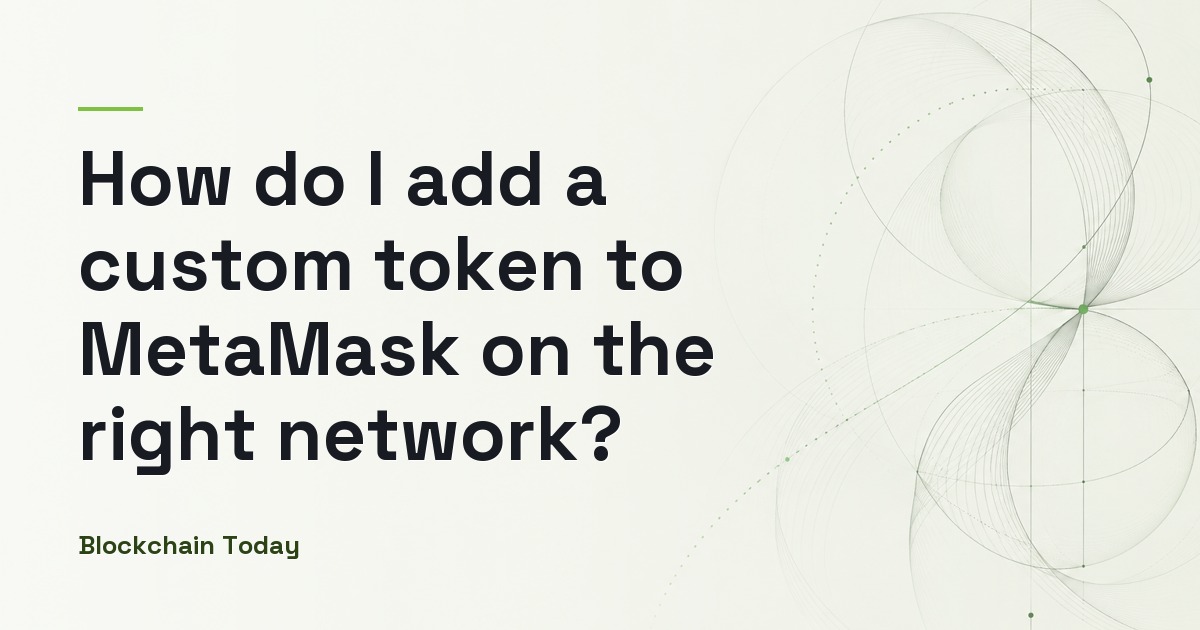 How do I add a
custom token to
MetaMask on the
right network?
Blockchain Today